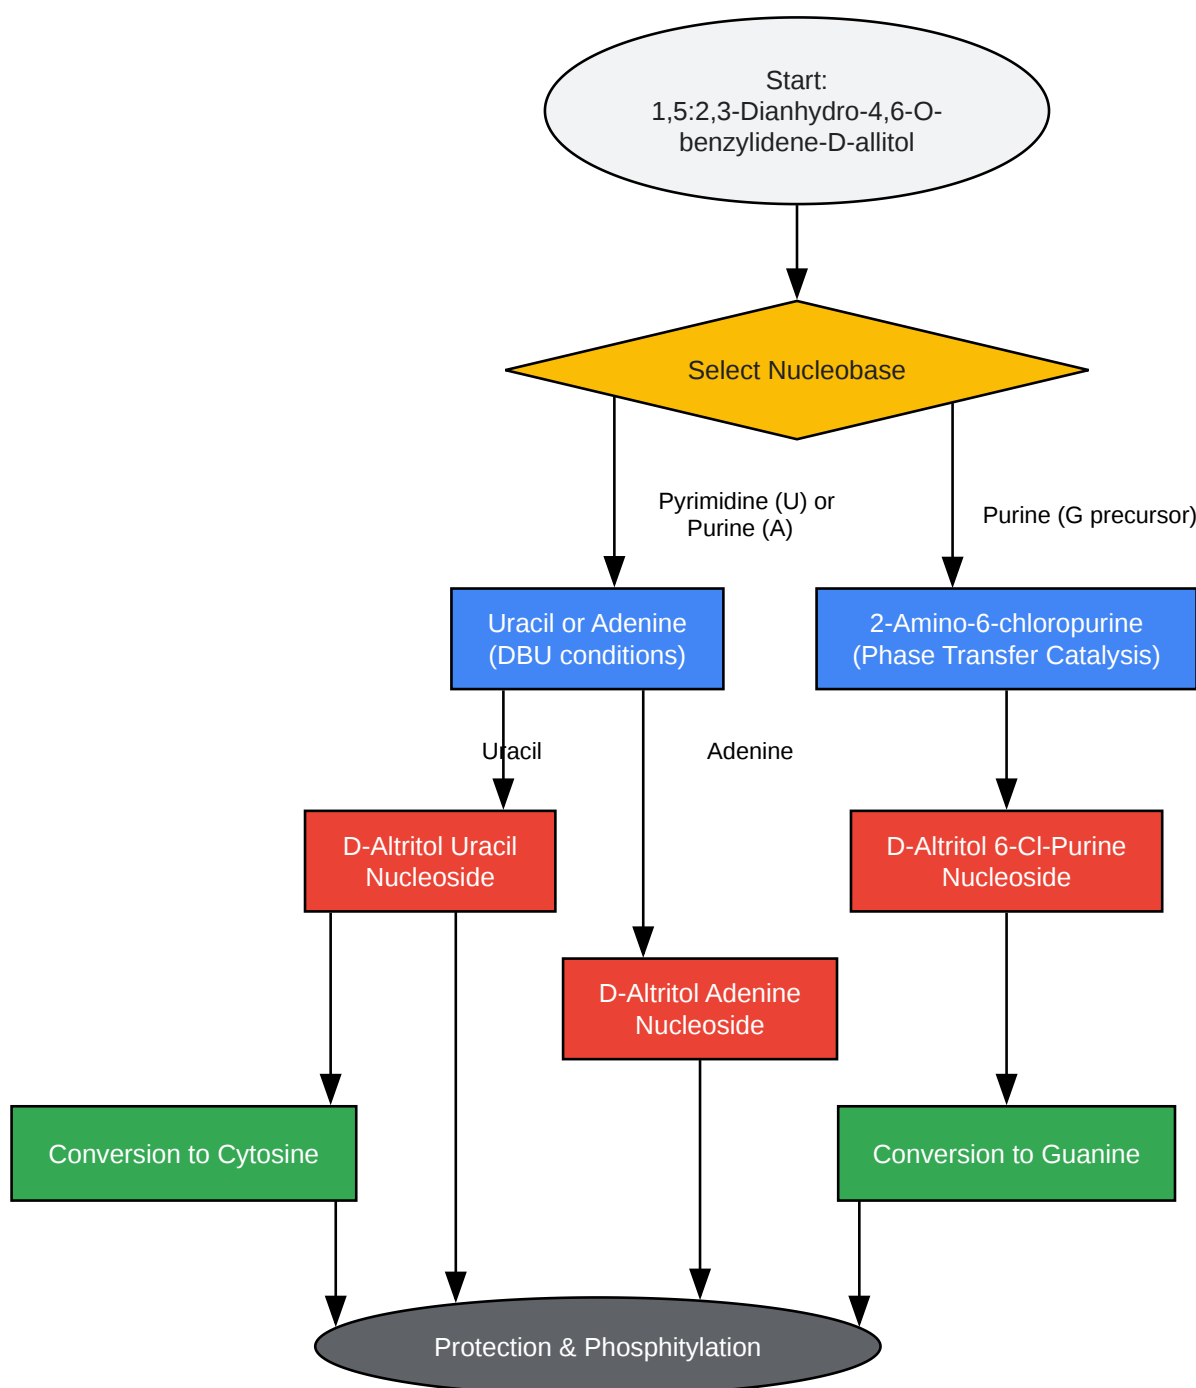 Start:
1,5:2,3-Dianhydro-4,6-O-
benzylidene-D-allitol
Select Nucleobase
Pyrimidine (U) or
Purine (A)
Purine (G precursor)
Uracil or Adenine
(DBU conditions)
2-Amino-6-chloropurine
(Phase Transfer Catalysis)
Uracil
Adenine
D-Altritol Uracil
Nucleoside
D-Altritol 6-Cl-Purine
Nucleoside
D-Altritol Adenine
Nucleoside
Conversion to Cytosine
Conversion to Guanine
Protection & Phosphitylation